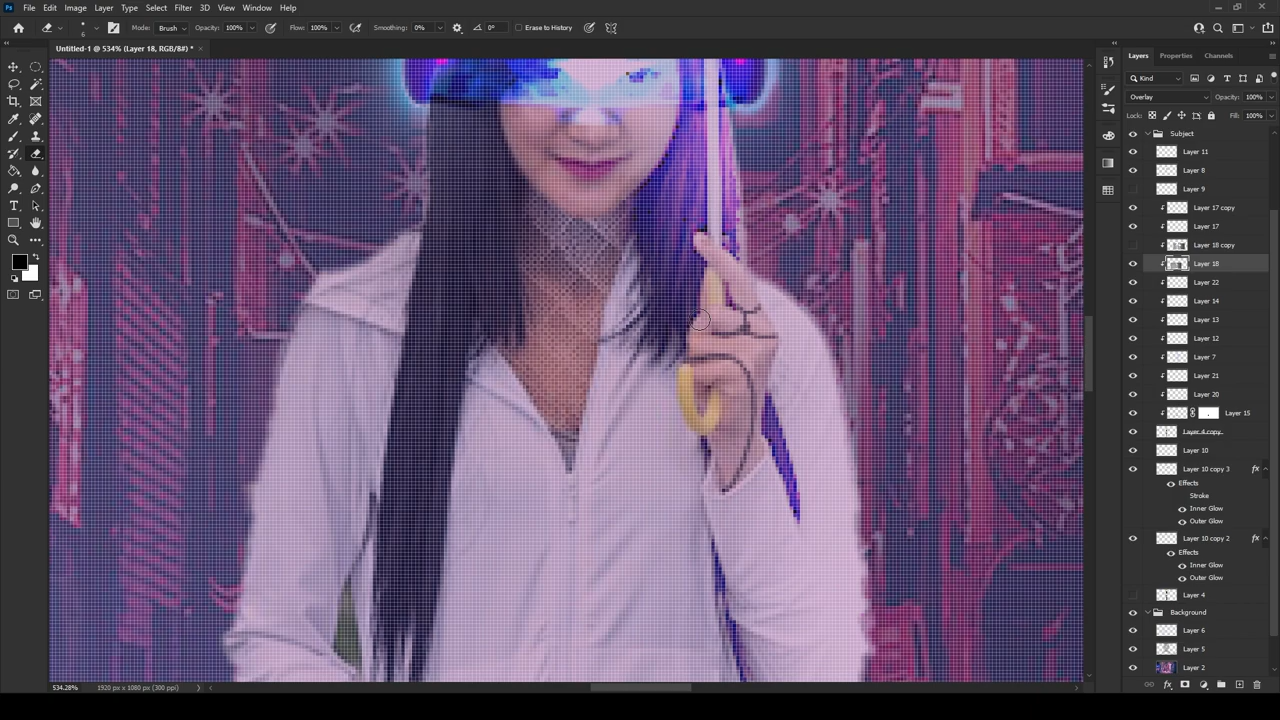 Ps File Edit Image Layer Type Select Filter 3D View Window Help
Mode: Brush Opacity: 100% Flow: 100% Smoothing: 0% 0° Erase to History
6
Untitled-1 @ 534% (Layer 18, RGB/8#) * ×
Layers Properties Channels
Kind
Overlay Opacity: 100%
Lock: Fill: 100%
Subject
Layer 11
Layer 8
Layer 9
Layer 17 copy
Layer 17
Layer 18 copy
Layer 18
Layer 22
Layer 14
Layer 13
Layer 12
Layer 7
Layer 21
Layer 20
Layer 15
Layer 4 copy
Layer 10
Layer 10 copy 3 fx
Effects
Stroke
Inner Glow
Outer Glow
Layer 10 copy 2 fx
Effects
Inner Glow
Outer Glow
Layer 4
Background
Layer 6
Layer 5
Layer 2
534.28% 1920 px x 1080 px (300 ppi)
fx